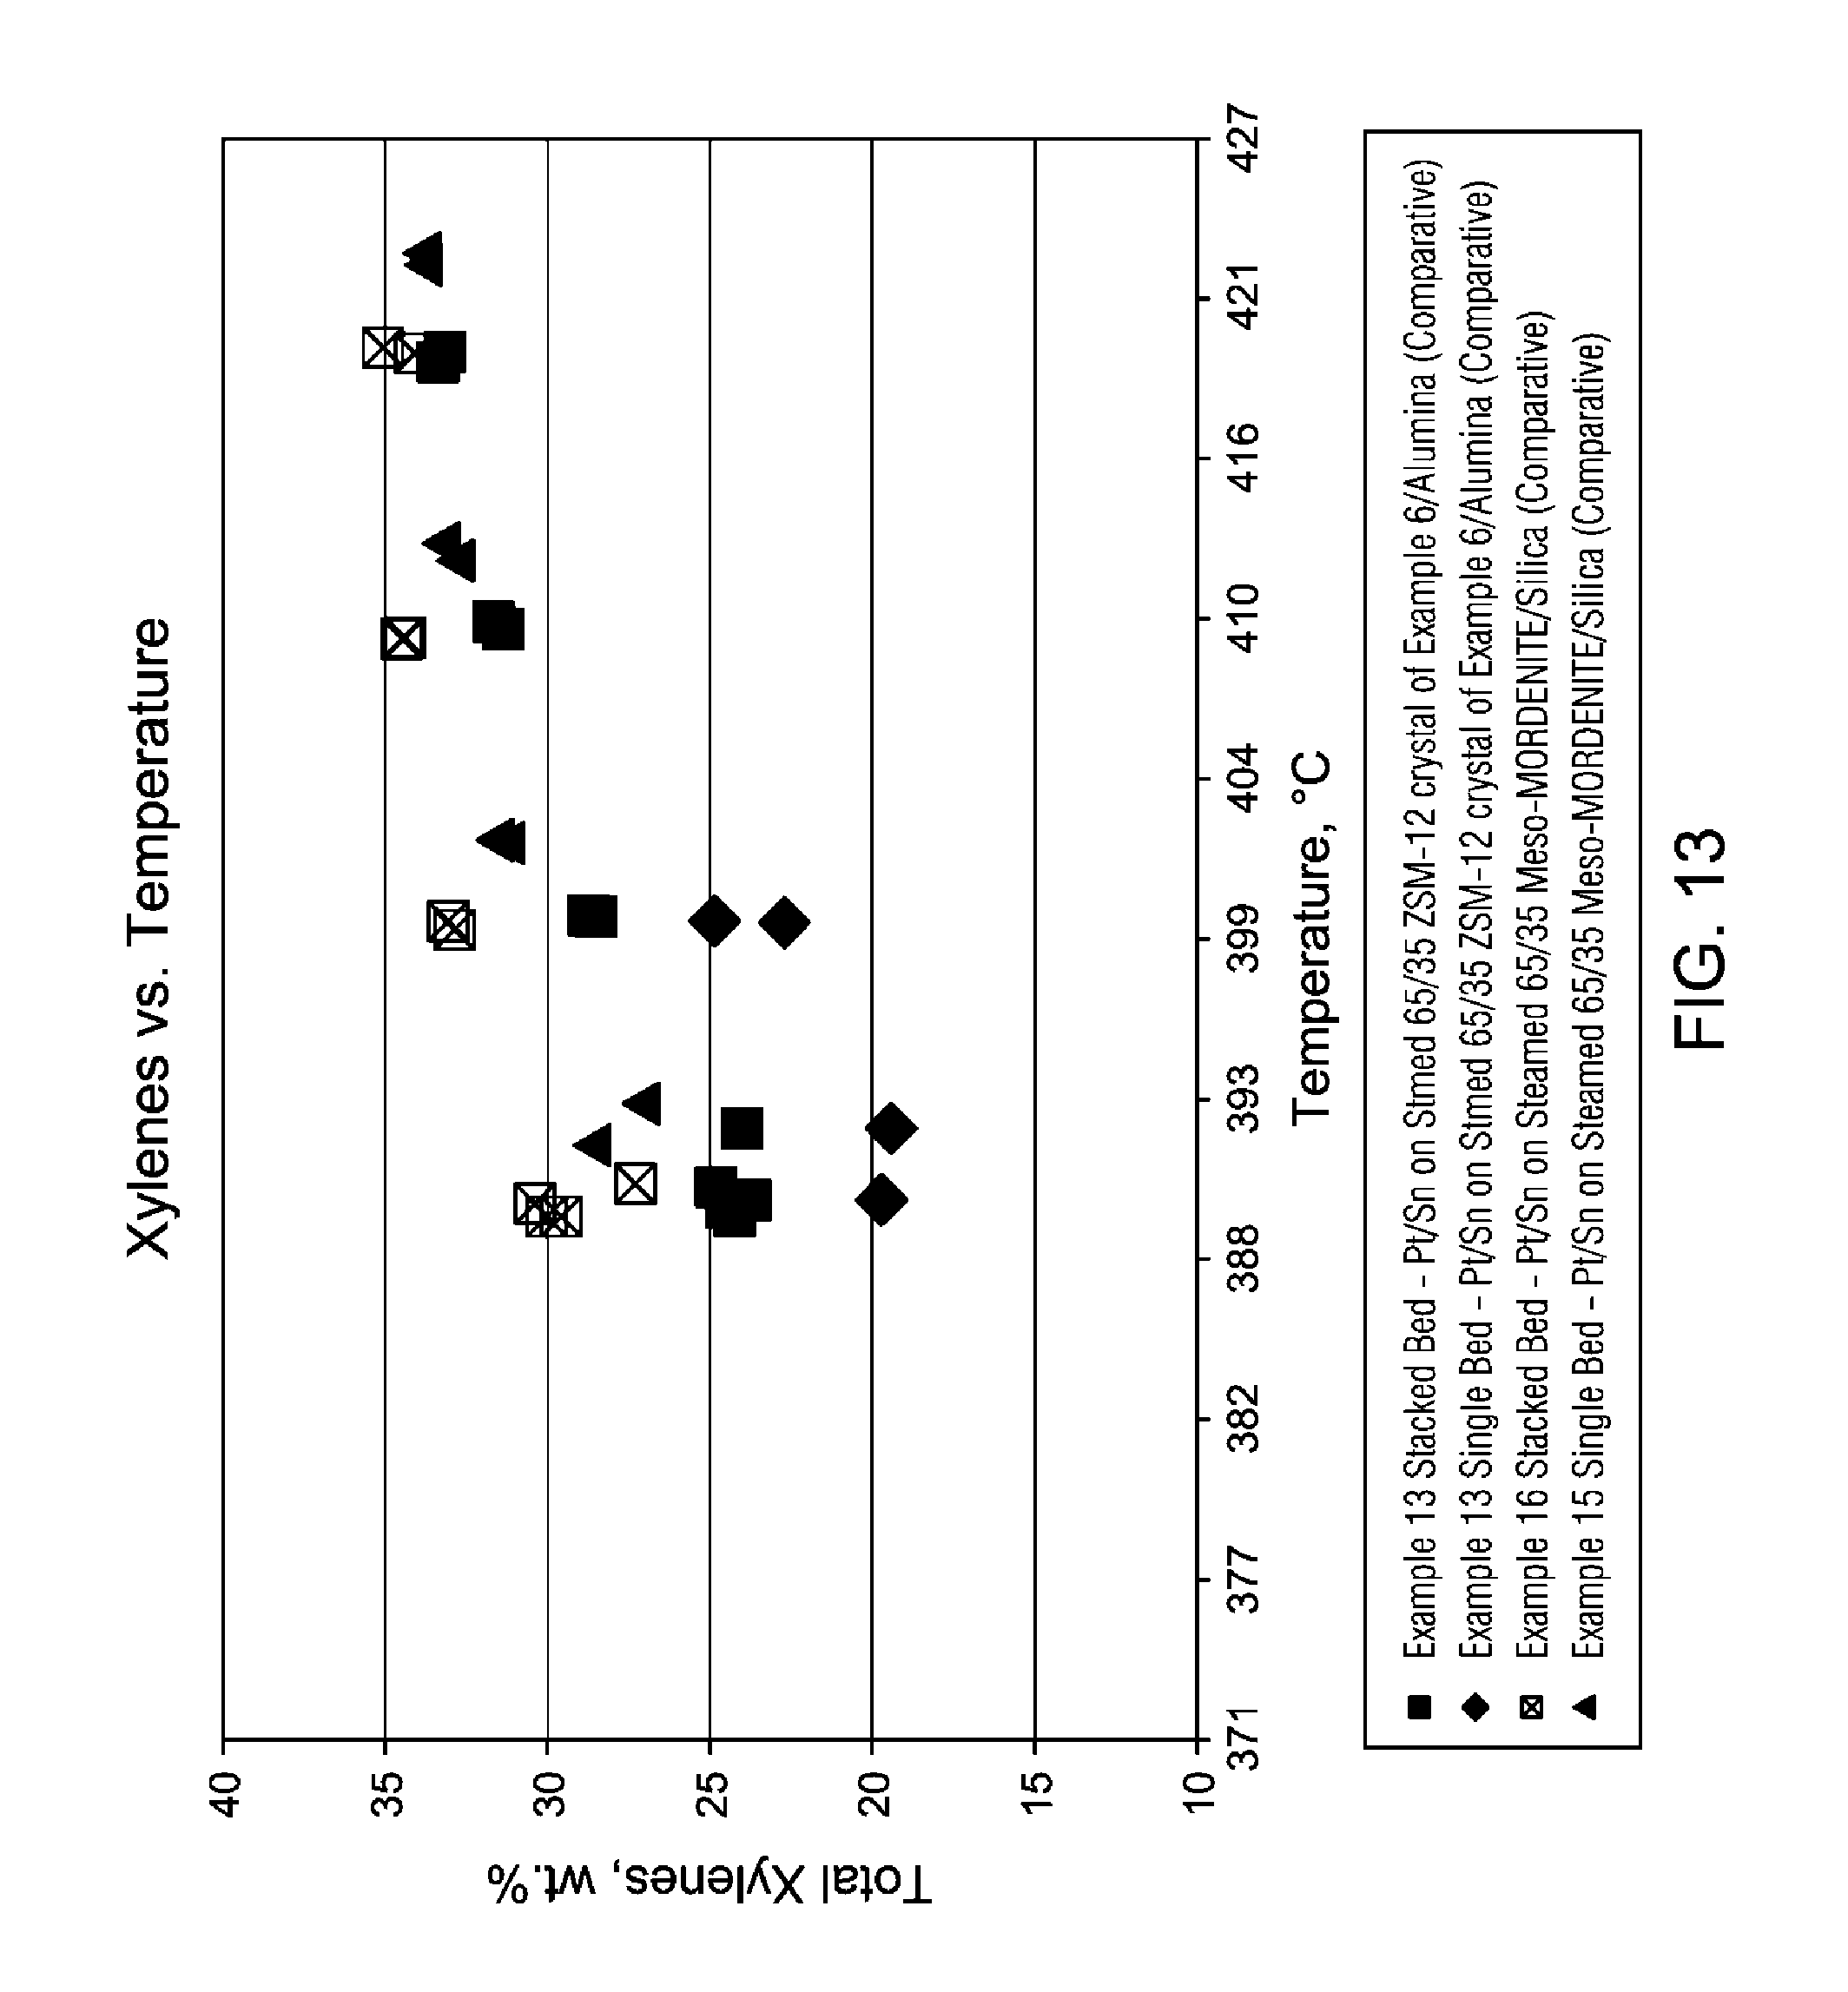 Xylenes vs. Temperature
Total Xylenes, wt.%
40
35
30
25
20
15
10
371
377
382
388
393
399
404
410
416
421
427
Temperature, °C
Example 13 Stacked Bed - Pt/Sn on Stmed 65/35 ZSM-12 crystal of Example 6/Alumina (Comparative)
Example 13 Single Bed - Pt/Sn on Stmed 65/35 ZSM-12 crystal of Example 6/Alumina (Comparative)
Example 16 Stacked Bed - Pt/Sn on Steamed 65/35 Meso-MORDENITE/Silica (Comparative)
Example 15 Single Bed - Pt/Sn on Steamed 65/35 Meso-MORDENITE/Silica (Comparative)
FIG. 13